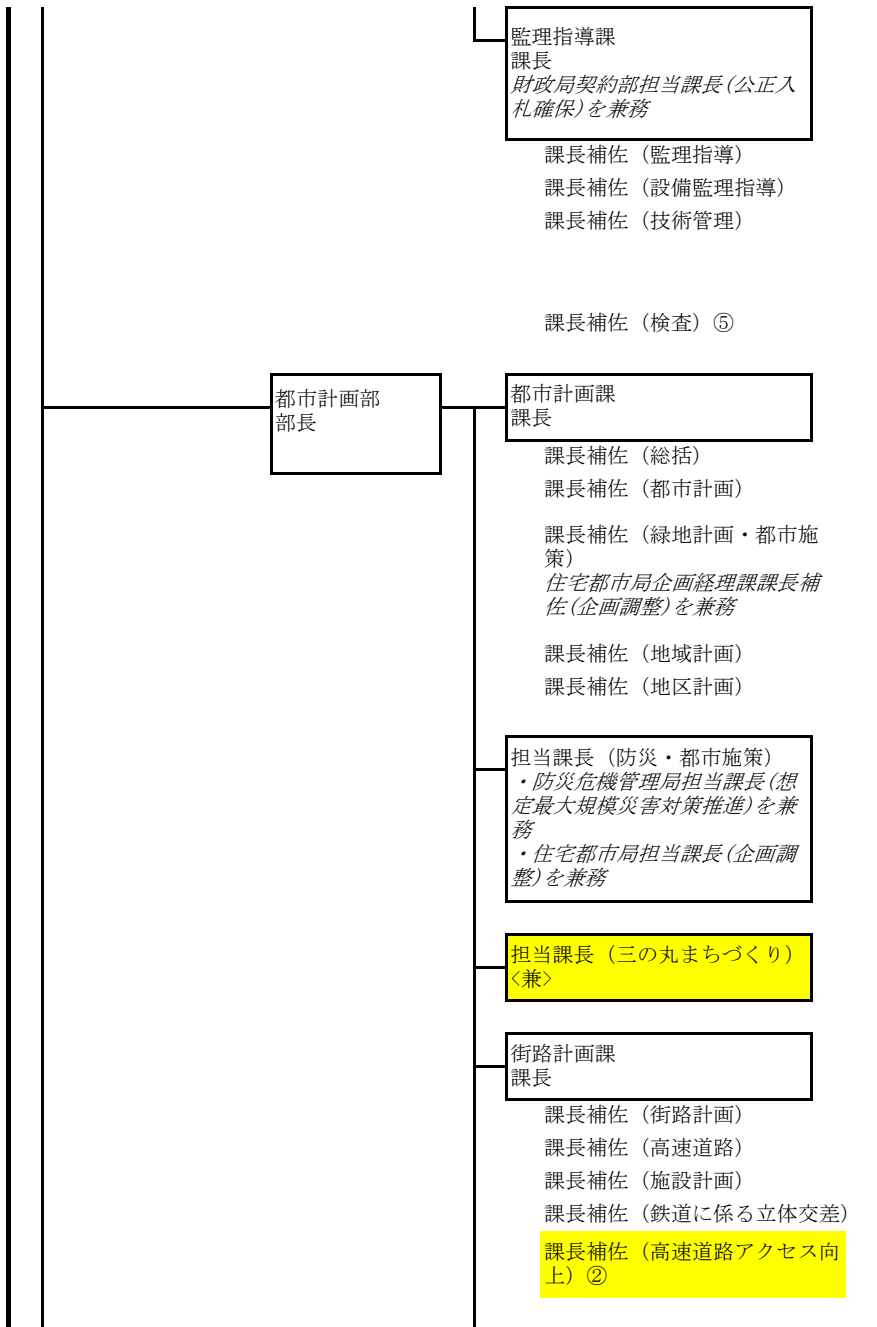 監理指導課
課長
財政局契約部担当課長(公正入
札確保)を兼務
課長補佐（監理指導）
課長補佐（設備監理指導）
課長補佐（技術管理）
課長補佐（検査）⑤
都市計画部
部長
都市計画課
課長
課長補佐（総括）
課長補佐（都市計画）
課長補佐（緑地計画・都市施
策）
住宅都市局企画経理課課長補
佐(企画調整)を兼務
課長補佐（地域計画）
課長補佐（地区計画）
担当課長（防災・都市施策）
・防災危機管理局担当課長(想
定最大規模災害対策推進)を兼
務
・住宅都市局担当課長(企画調
整)を兼務
担当課長（三の丸まちづくり）
<兼>
街路計画課
課長
課長補佐（街路計画）
課長補佐（高速道路）
課長補佐（施設計画）
課長補佐（鉄道に係る立体交差）
課長補佐（高速道路アクセス向
上）②